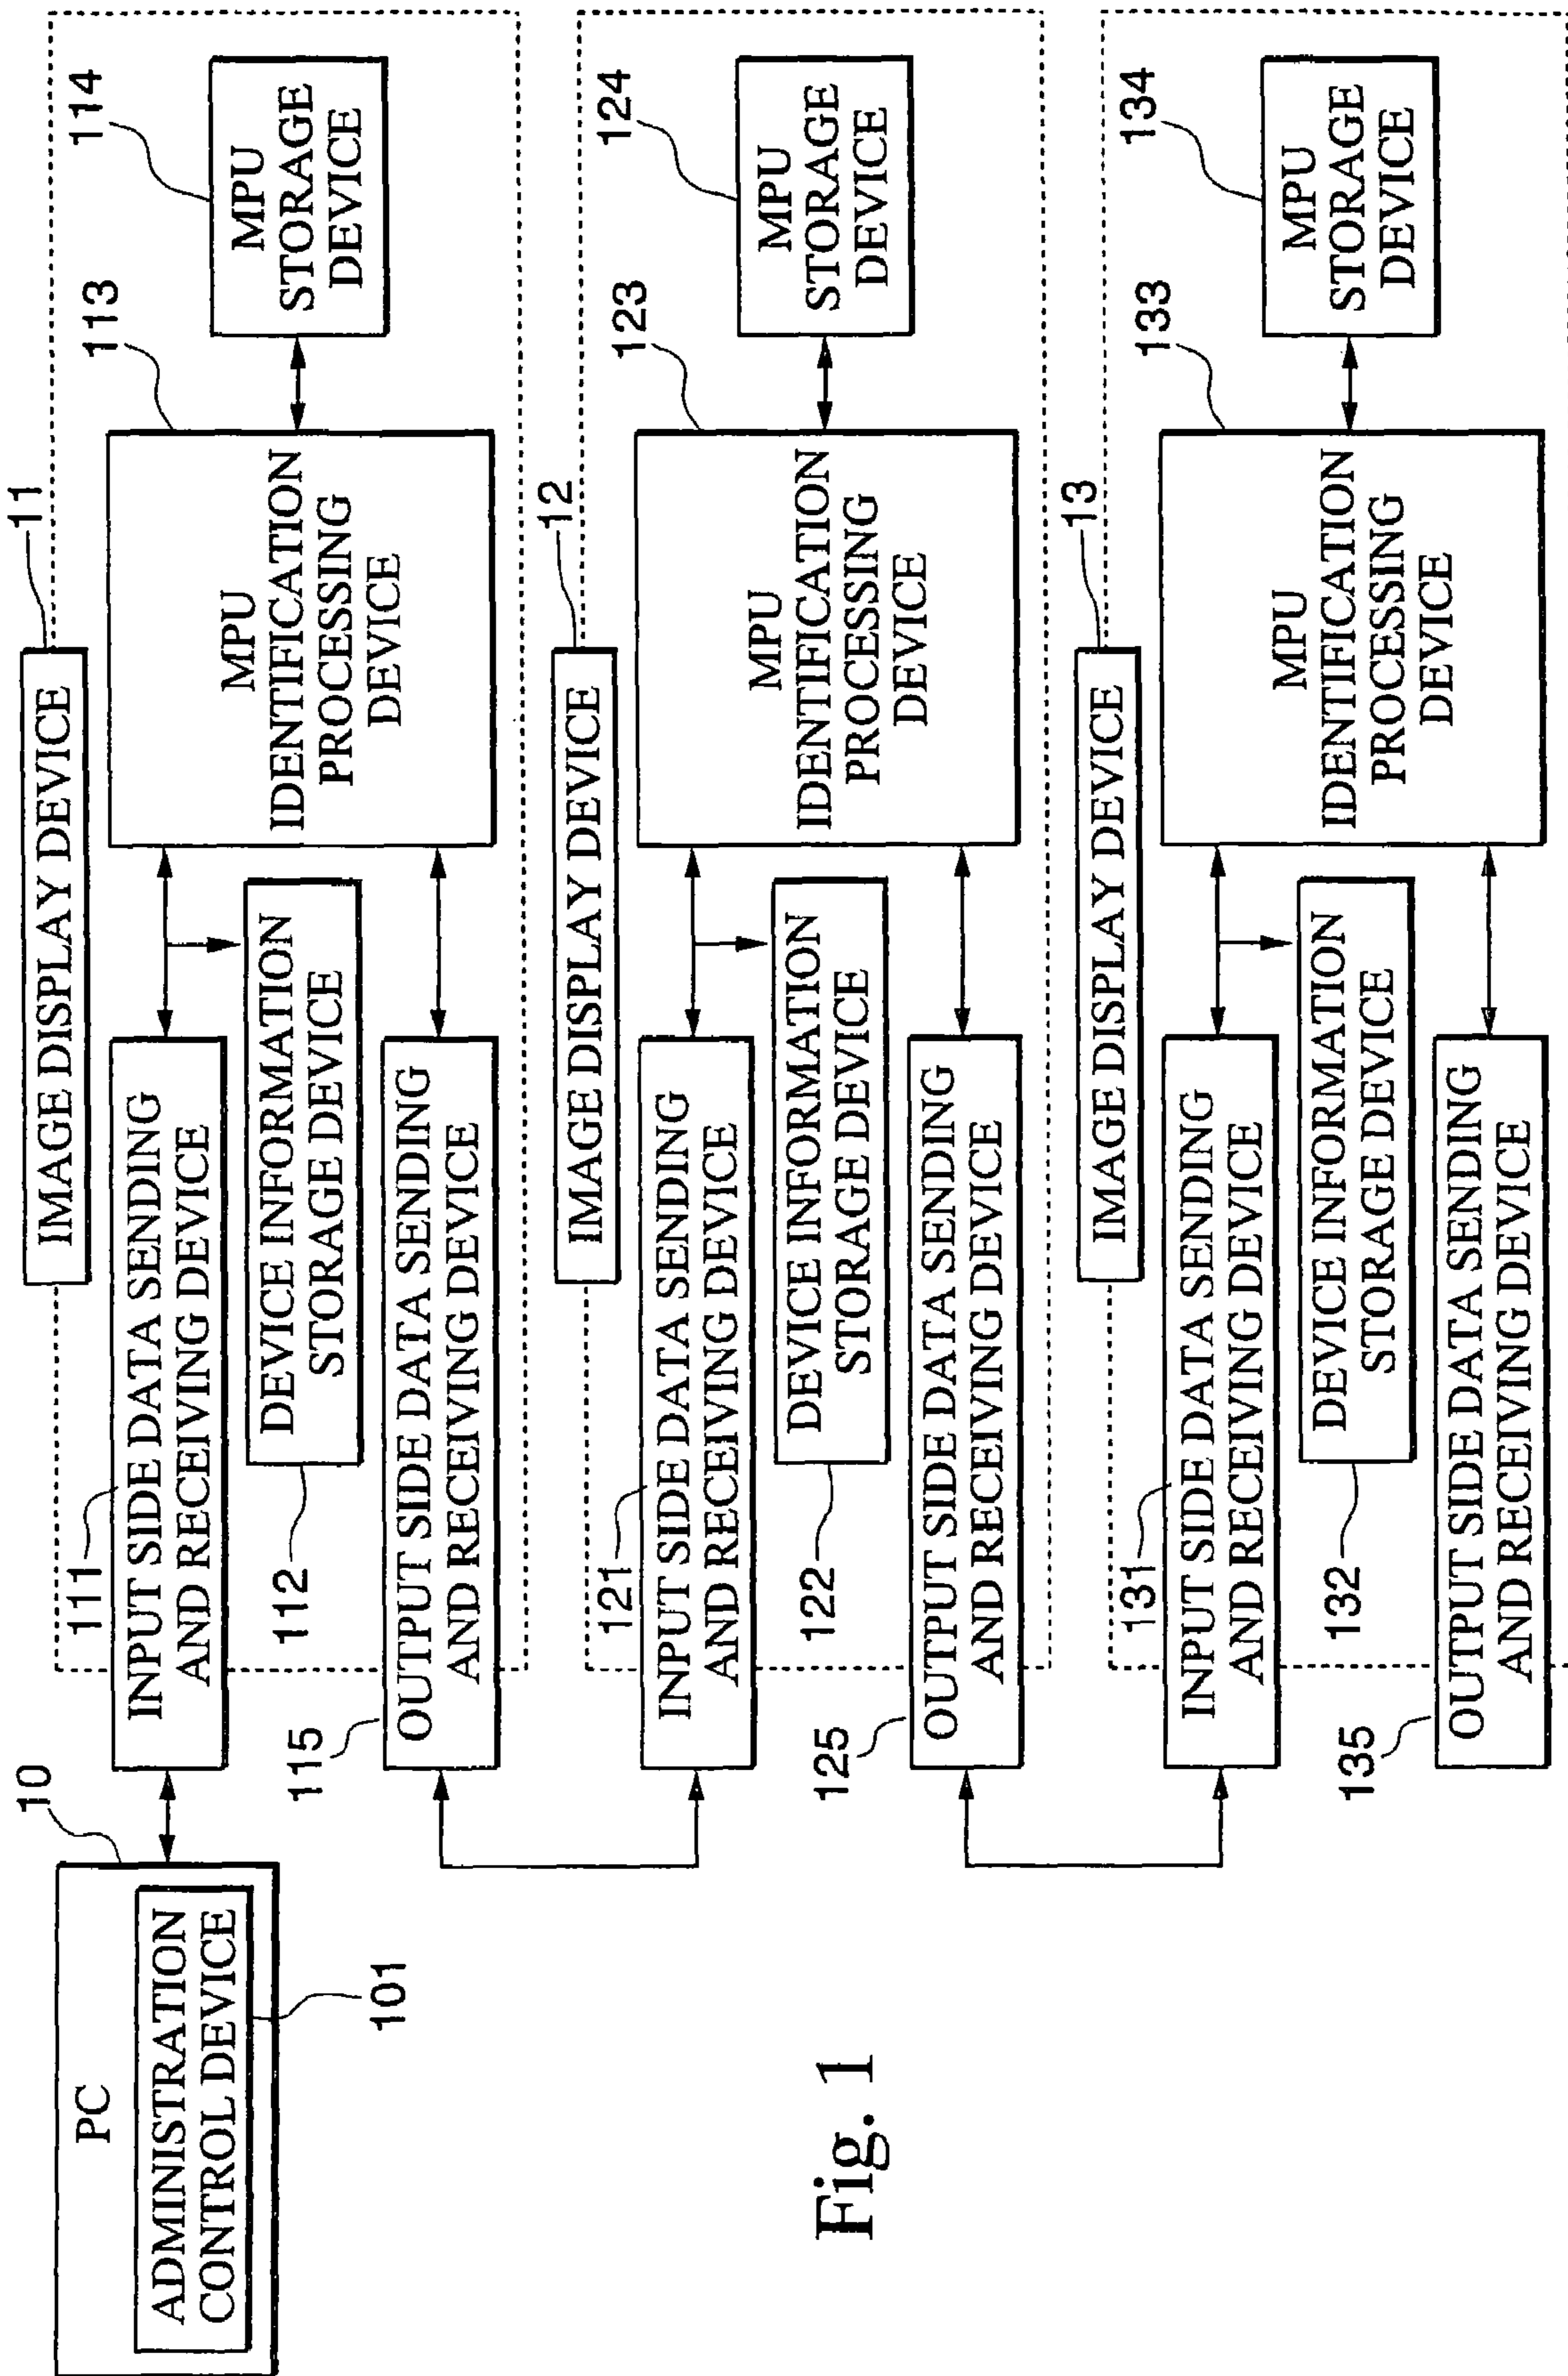 10
PC
ADMINISTRATION
CONTROL DEVICE
101
11
IMAGE DISPLAY DEVICE
111
INPUT SIDE DATA SENDING
AND RECEIVING DEVICE
112
DEVICE INFORMATION
STORAGE DEVICE
115
OUTPUT SIDE DATA SENDING
AND RECEIVING DEVICE
113
MPU
IDENTIFICATION
PROCESSING
DEVICE
114
MPU
STORAGE
DEVICE
12
IMAGE DISPLAY DEVICE
121
INPUT SIDE DATA SENDING
AND RECEIVING DEVICE
122
DEVICE INFORMATION
STORAGE DEVICE
125
OUTPUT SIDE DATA SENDING
AND RECEIVING DEVICE
123
MPU
IDENTIFICATION
PROCESSING
DEVICE
124
MPU
STORAGE
DEVICE
13
IMAGE DISPLAY DEVICE
131
INPUT SIDE DATA SENDING
AND RECEIVING DEVICE
132
DEVICE INFORMATION
STORAGE DEVICE
135
OUTPUT SIDE DATA SENDING
AND RECEIVING DEVICE
133
MPU
IDENTIFICATION
PROCESSING
DEVICE
134
MPU
STORAGE
DEVICE
Fig. 1